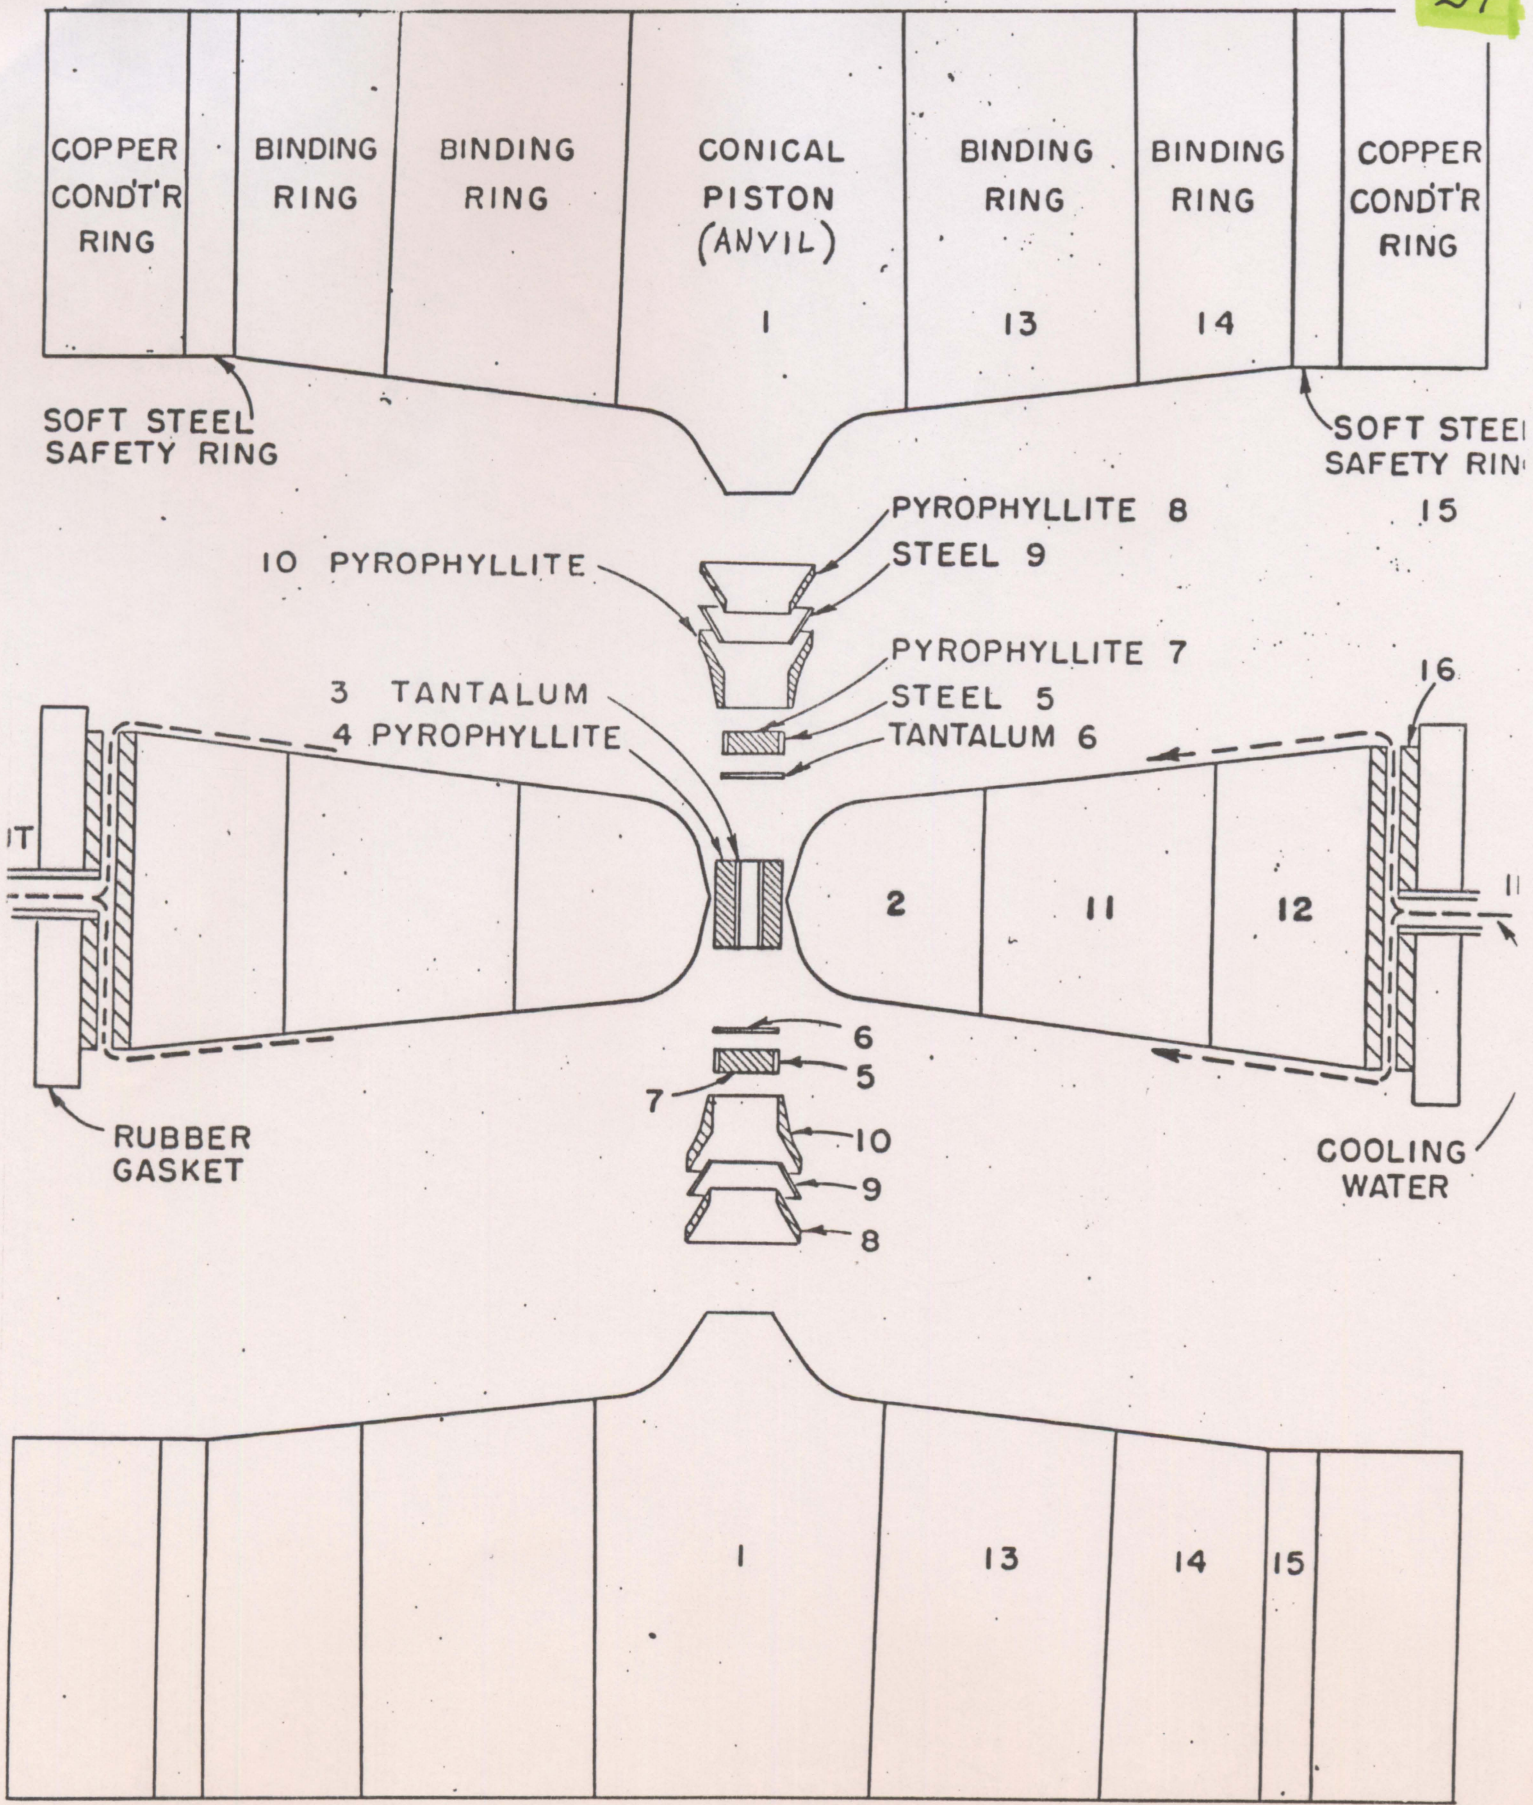 COPPER
COND'T'R
RING
BINDING
RING
BINDING
RING
CONICAL
PISTON
(ANVIL)
1
BINDING
RING
13
BINDING
RING
14
COPPER
COND'T'R
RING
SOFT STEEL
SAFETY RING
SOFT STEEL
SAFETY RIN
15
PYROPHYLLITE 8
STEEL 9
10 PYROPHYLLITE
PYROPHYLLITE 7
STEEL 5
TANTALUM 6
3 TANTALUM
4 PYROPHYLLITE
16
2
11
12
6
5
7
10
9
8
RUBBER
GASKET
COOLING
WATER
1
13
14
15